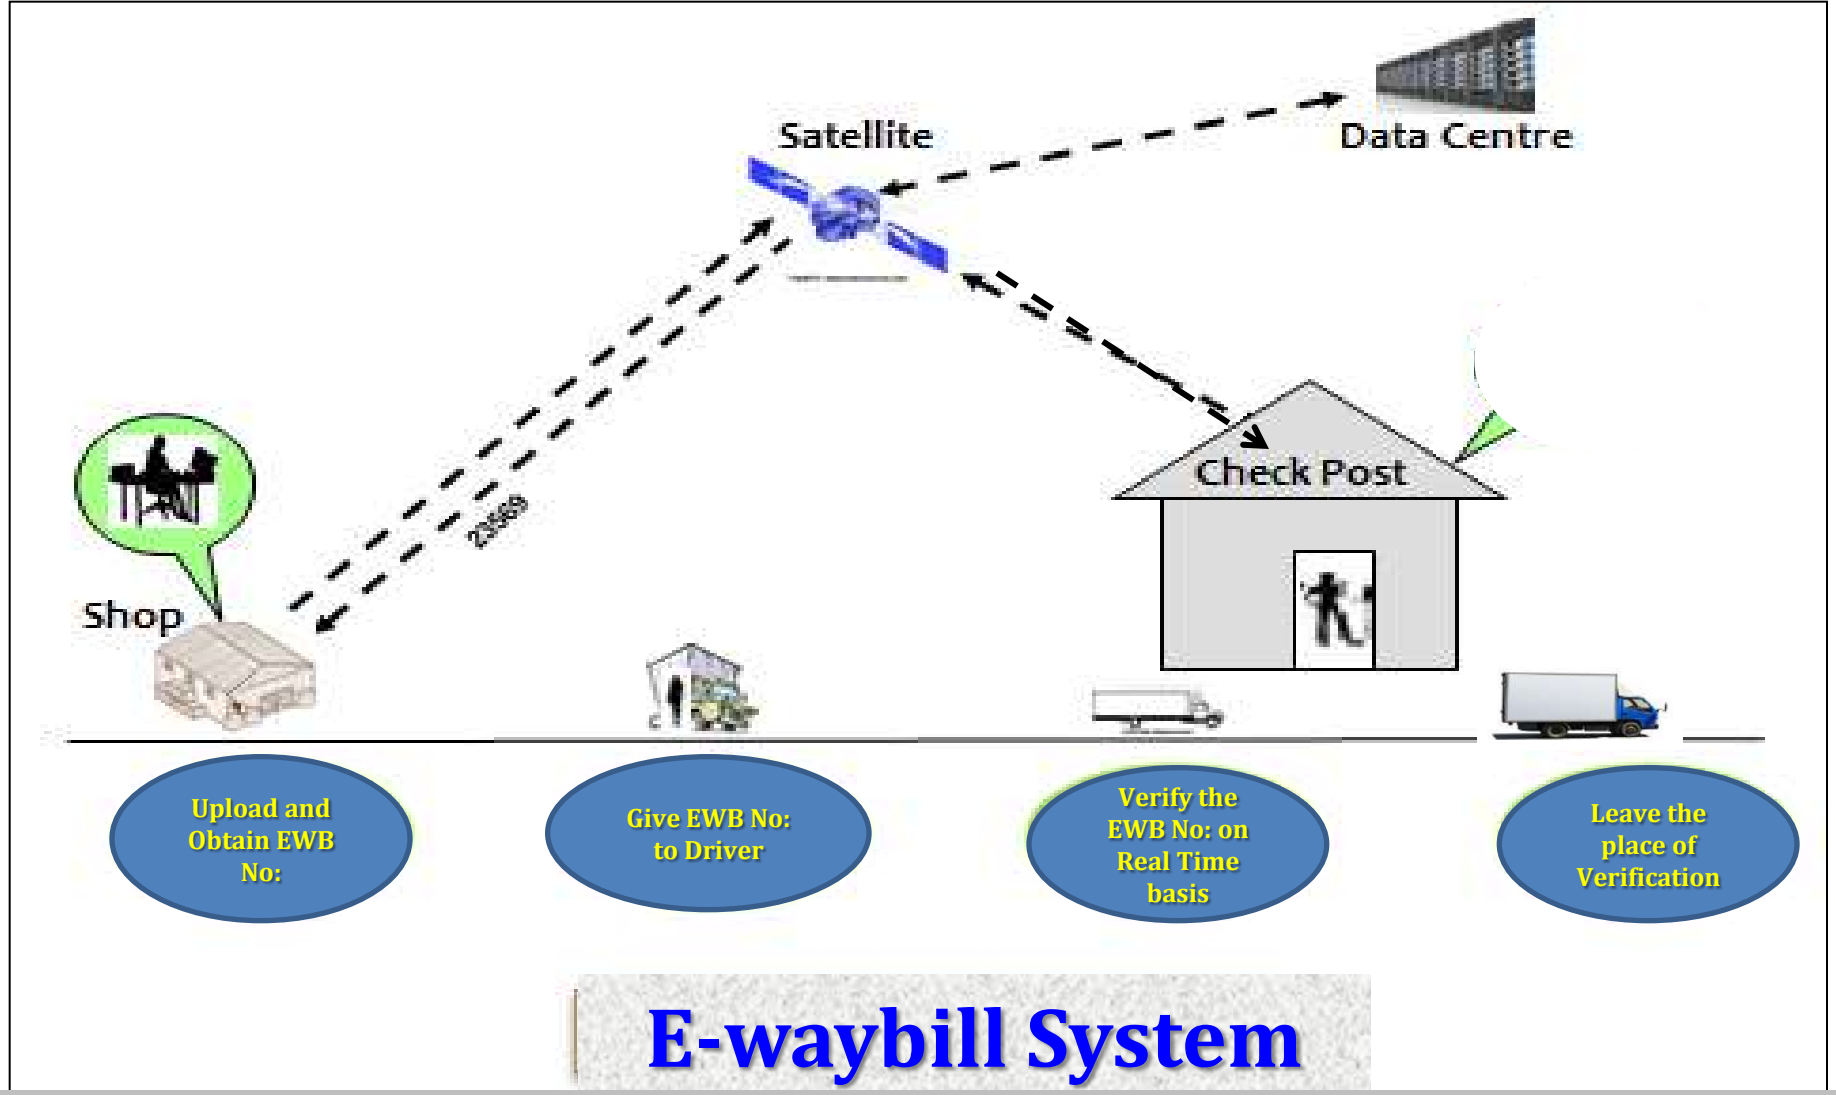 Satellite
Data Centre
Check Post
23569
Shop
Upload and
Obtain EWB
No:
Give EWB No:
to Driver
Verify the
EWB No: on
Real Time
basis
Leave the
place of
Verification
E-waybill System